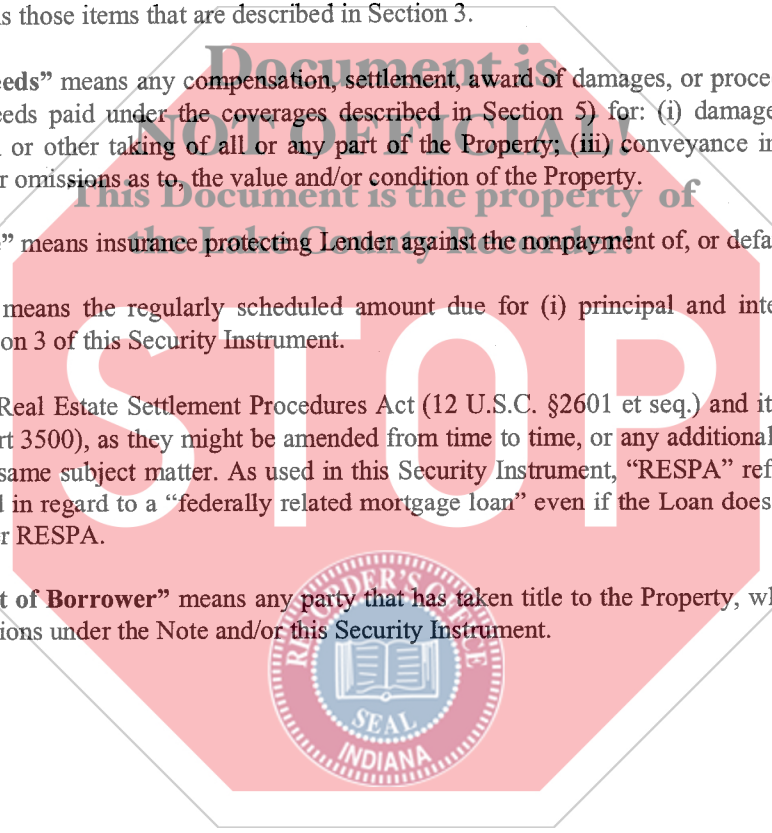 s those items that are described in Section 3.
Document is
eeds” means any compensation, settlement, award of damages, or proce
eeds paid under the coverages described in Section 5) for: (i) damage
NOT OFFICIAL!
or other taking of all or any part of the Property; (iii) conveyance in
r omissions as to, the value and/or condition of the Property.
This Document is the property of
the Lake County Recorder!
” means insurance protecting Lender against the nonpayment of, or defa
means the regularly scheduled amount due for (i) principal and inte
on 3 of this Security Instrument.
STOP
Real Estate Settlement Procedures Act (12 U.S.C. §2601 et seq.) and it
rt 3500), as they might be amended from time to time, or any additional
same subject matter. As used in this Security Instrument, “RESPA” ref
d in regard to a “federally related mortgage loan” even if the Loan does
r RESPA.
t of Borrower” means any party that has taken title to the Property, wh
ions under the Note and/or this Security Instrument.
RECORDER'S OFFICE
SEAL
INDIANA